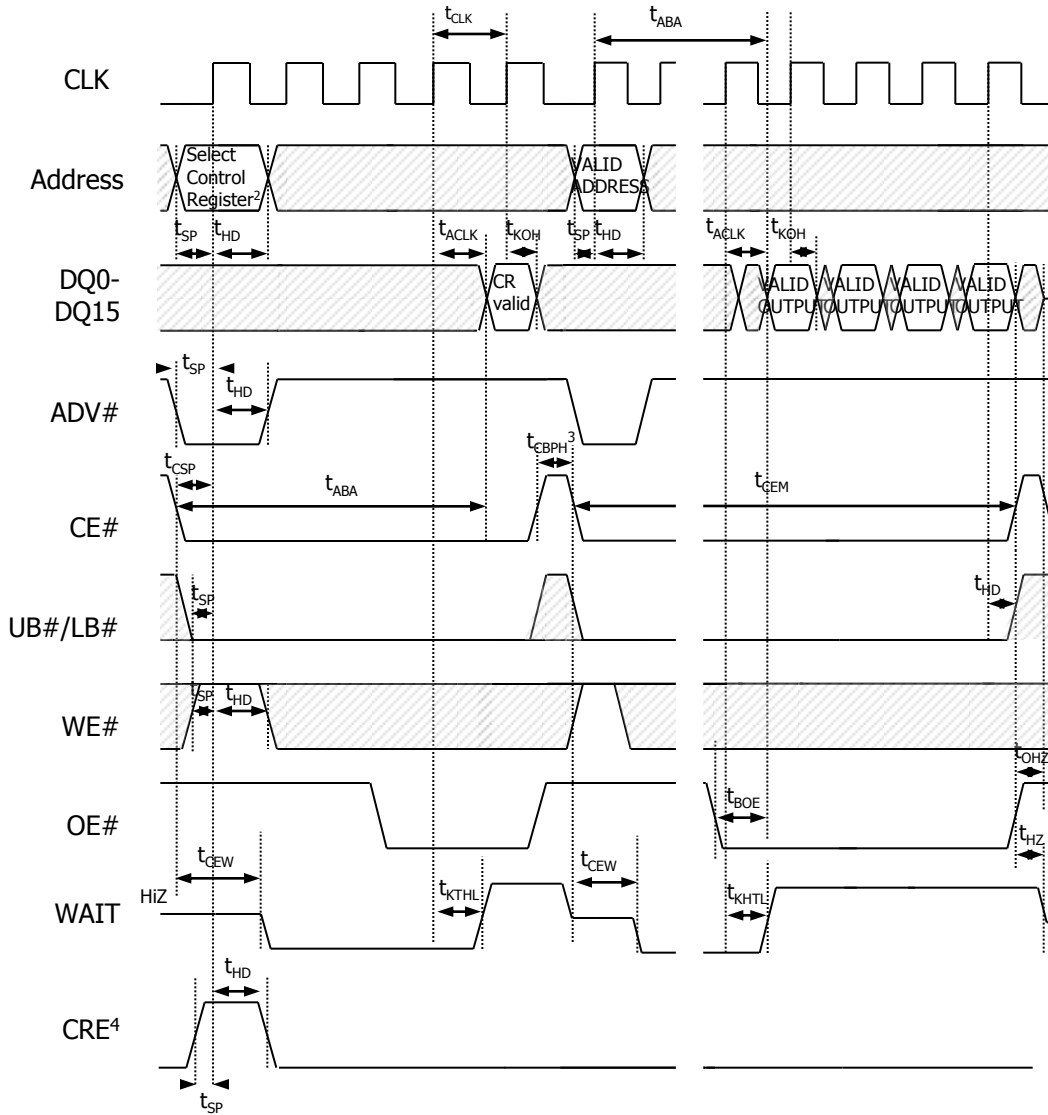 tCLK
tABA
CLK
Address
Select
Control
Register²
VALID
ADDRESS
tSP
tHD
tACLK
tKOH
tSP
tHD
tACLK
tKOH
DQ0-
DQ15
CR
valid
VALID
OUTPUT
VALID
OUTPUT
VALID
OUTPUT
VALID
OUTPUT
tSP
tHD
ADV#
tCBPH³
tCSP
tABA
tCEM
CE#
tSP
tHD
UB#/LB#
tSP
tHD
WE#
tOHZ
tBOE
OE#
tHZ
tCEW
tCEW
HiZ
tKTHL
tKHTL
WAIT
tHD
CRE⁴
tSP